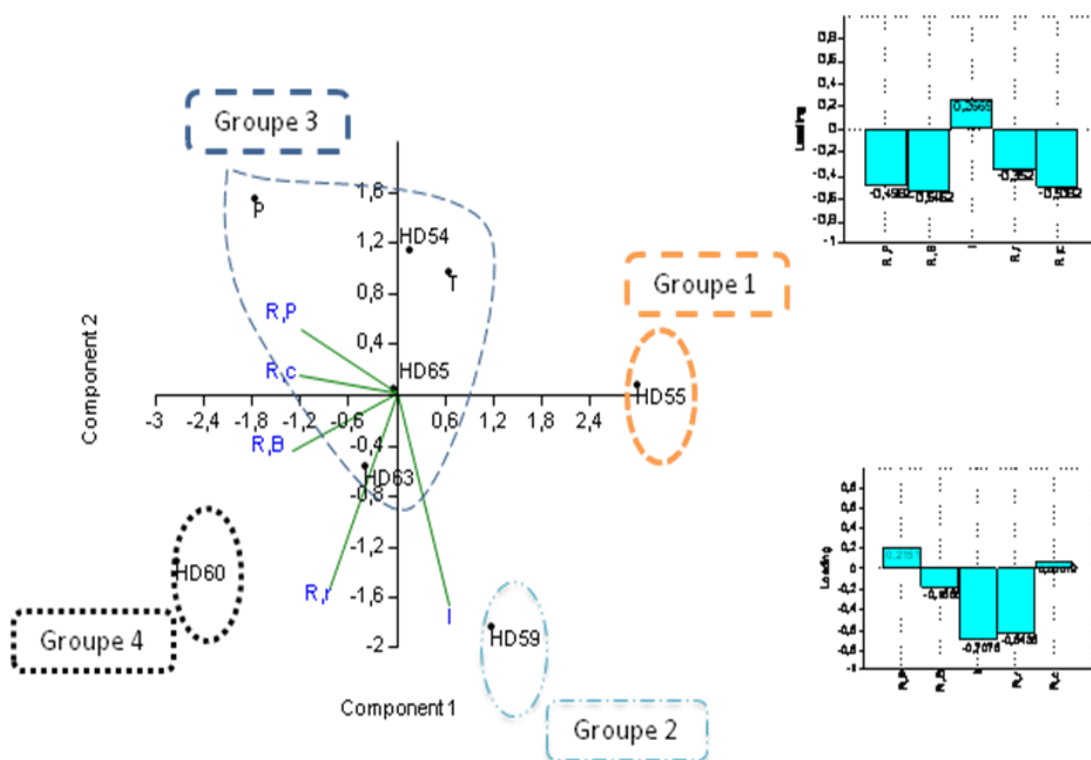 Groupe 3
1,6
P
HD54
1,2
T
0,8
R,P
0,4
R,c
HD65
Groupe 1
HD55
-3 -2,4 -1,8 -1,2 -0,6 0,6 1,2 1,8 2,4
R,B
-0,4
HD63
-0,8
HD60
-1,2
R,r
-1,6
I
HD59
-2
Component 2
Component 1
Groupe 4
Groupe 2
0,8
0,6
0,4
0,2
0
-0,2
-0,4
-0,6
-0,8
-1
Loading
-0,352
R,P R,B I R,r R,c
0,8
0,6
0,4
0,2
0
-0,2
-0,4
-0,6
-0,8
-1
Loading
-0,7075